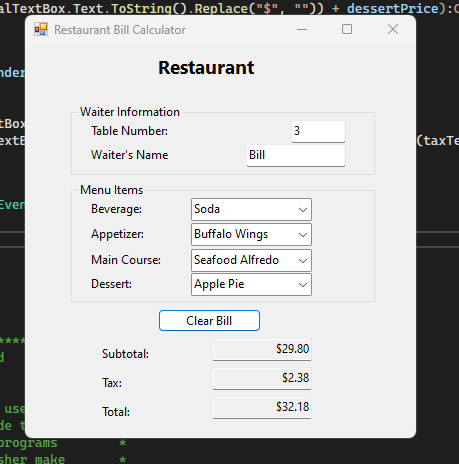 alTextBox.Text.ToString().Replace("$", "")) + dessertPrice):C
Restaurant Bill Calculator
Restaurant
Waiter Information
Table Number: 3
Waiter's Name Bill
Menu Items
Beverage: Soda
Appetizer: Buffalo Wings
Main Course: Seafood Alfredo
Dessert: Apple Pie
Clear Bill
Subtotal: $29.80
Tax: $2.38
Total: $32.18
nder
tBox
extB
(taxTe
Even
****
d
use
de t
programs *
sher make *